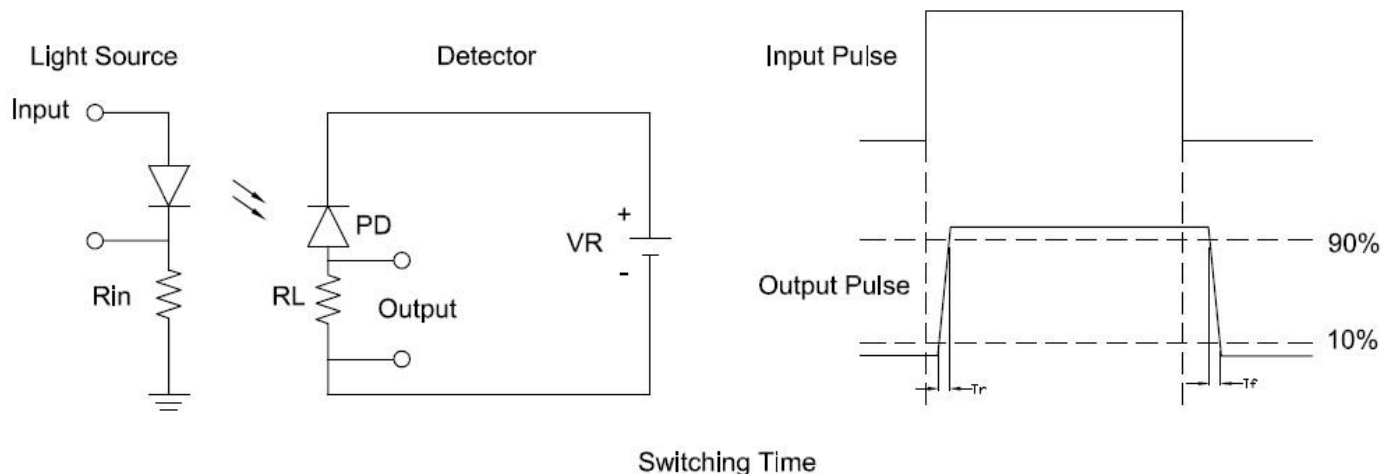 Light Source
Detector
Input Pulse
Input
PD
+
VR
-
Rin
RL
Output
Output Pulse
90%
10%
Tr
Tf
Switching Time